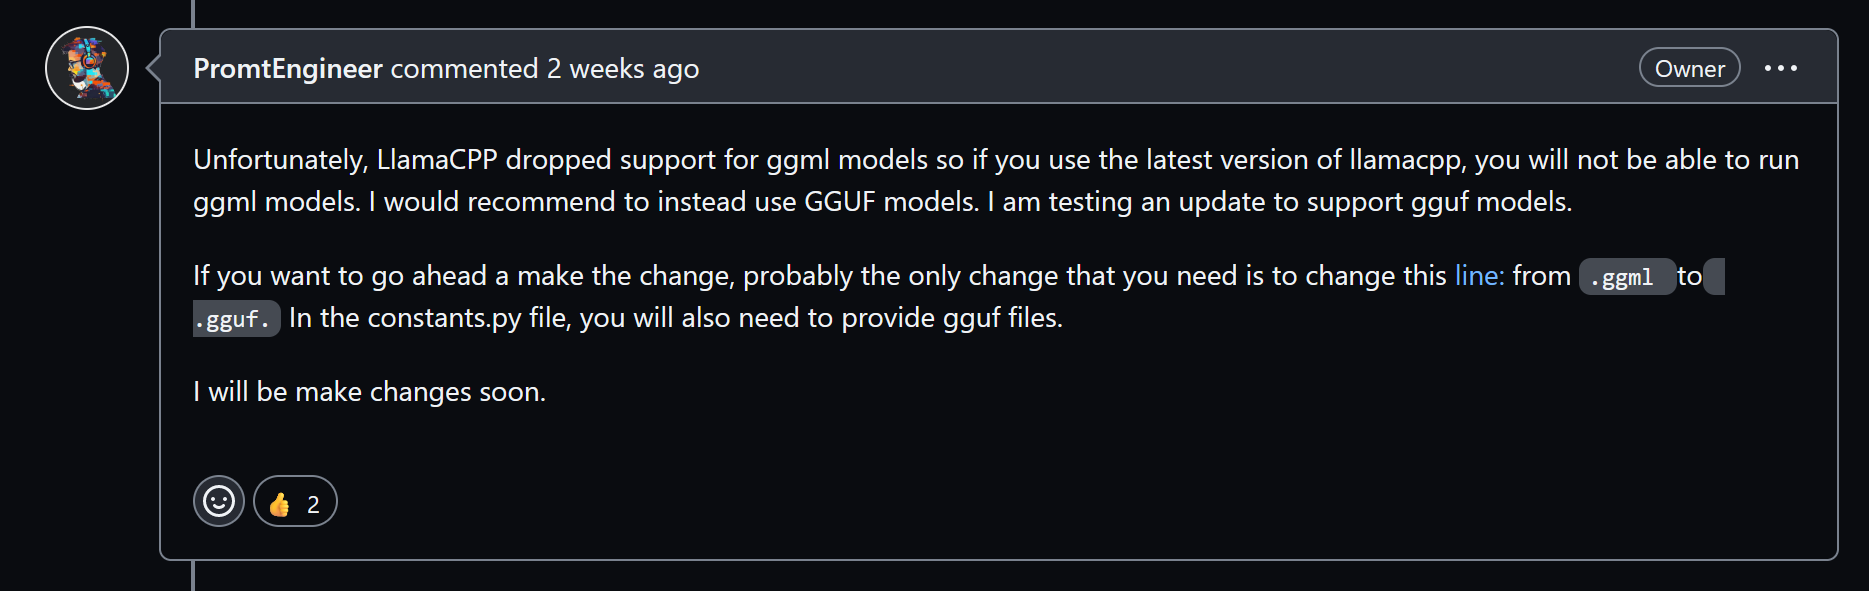 PromtEngineer commented 2 weeks ago
Owner
Unfortunately, LlamaCPP dropped support for ggml models so if you use the latest version of llamacpp, you will not be able to run
ggml models. I would recommend to instead use GGUF models. I am testing an update to support gguf models.
If you want to go ahead a make the change, probably the only change that you need is to change this line: from .ggml to
.gguf. In the constants.py file, you will also need to provide gguf files.
I will be make changes soon.
👍 2